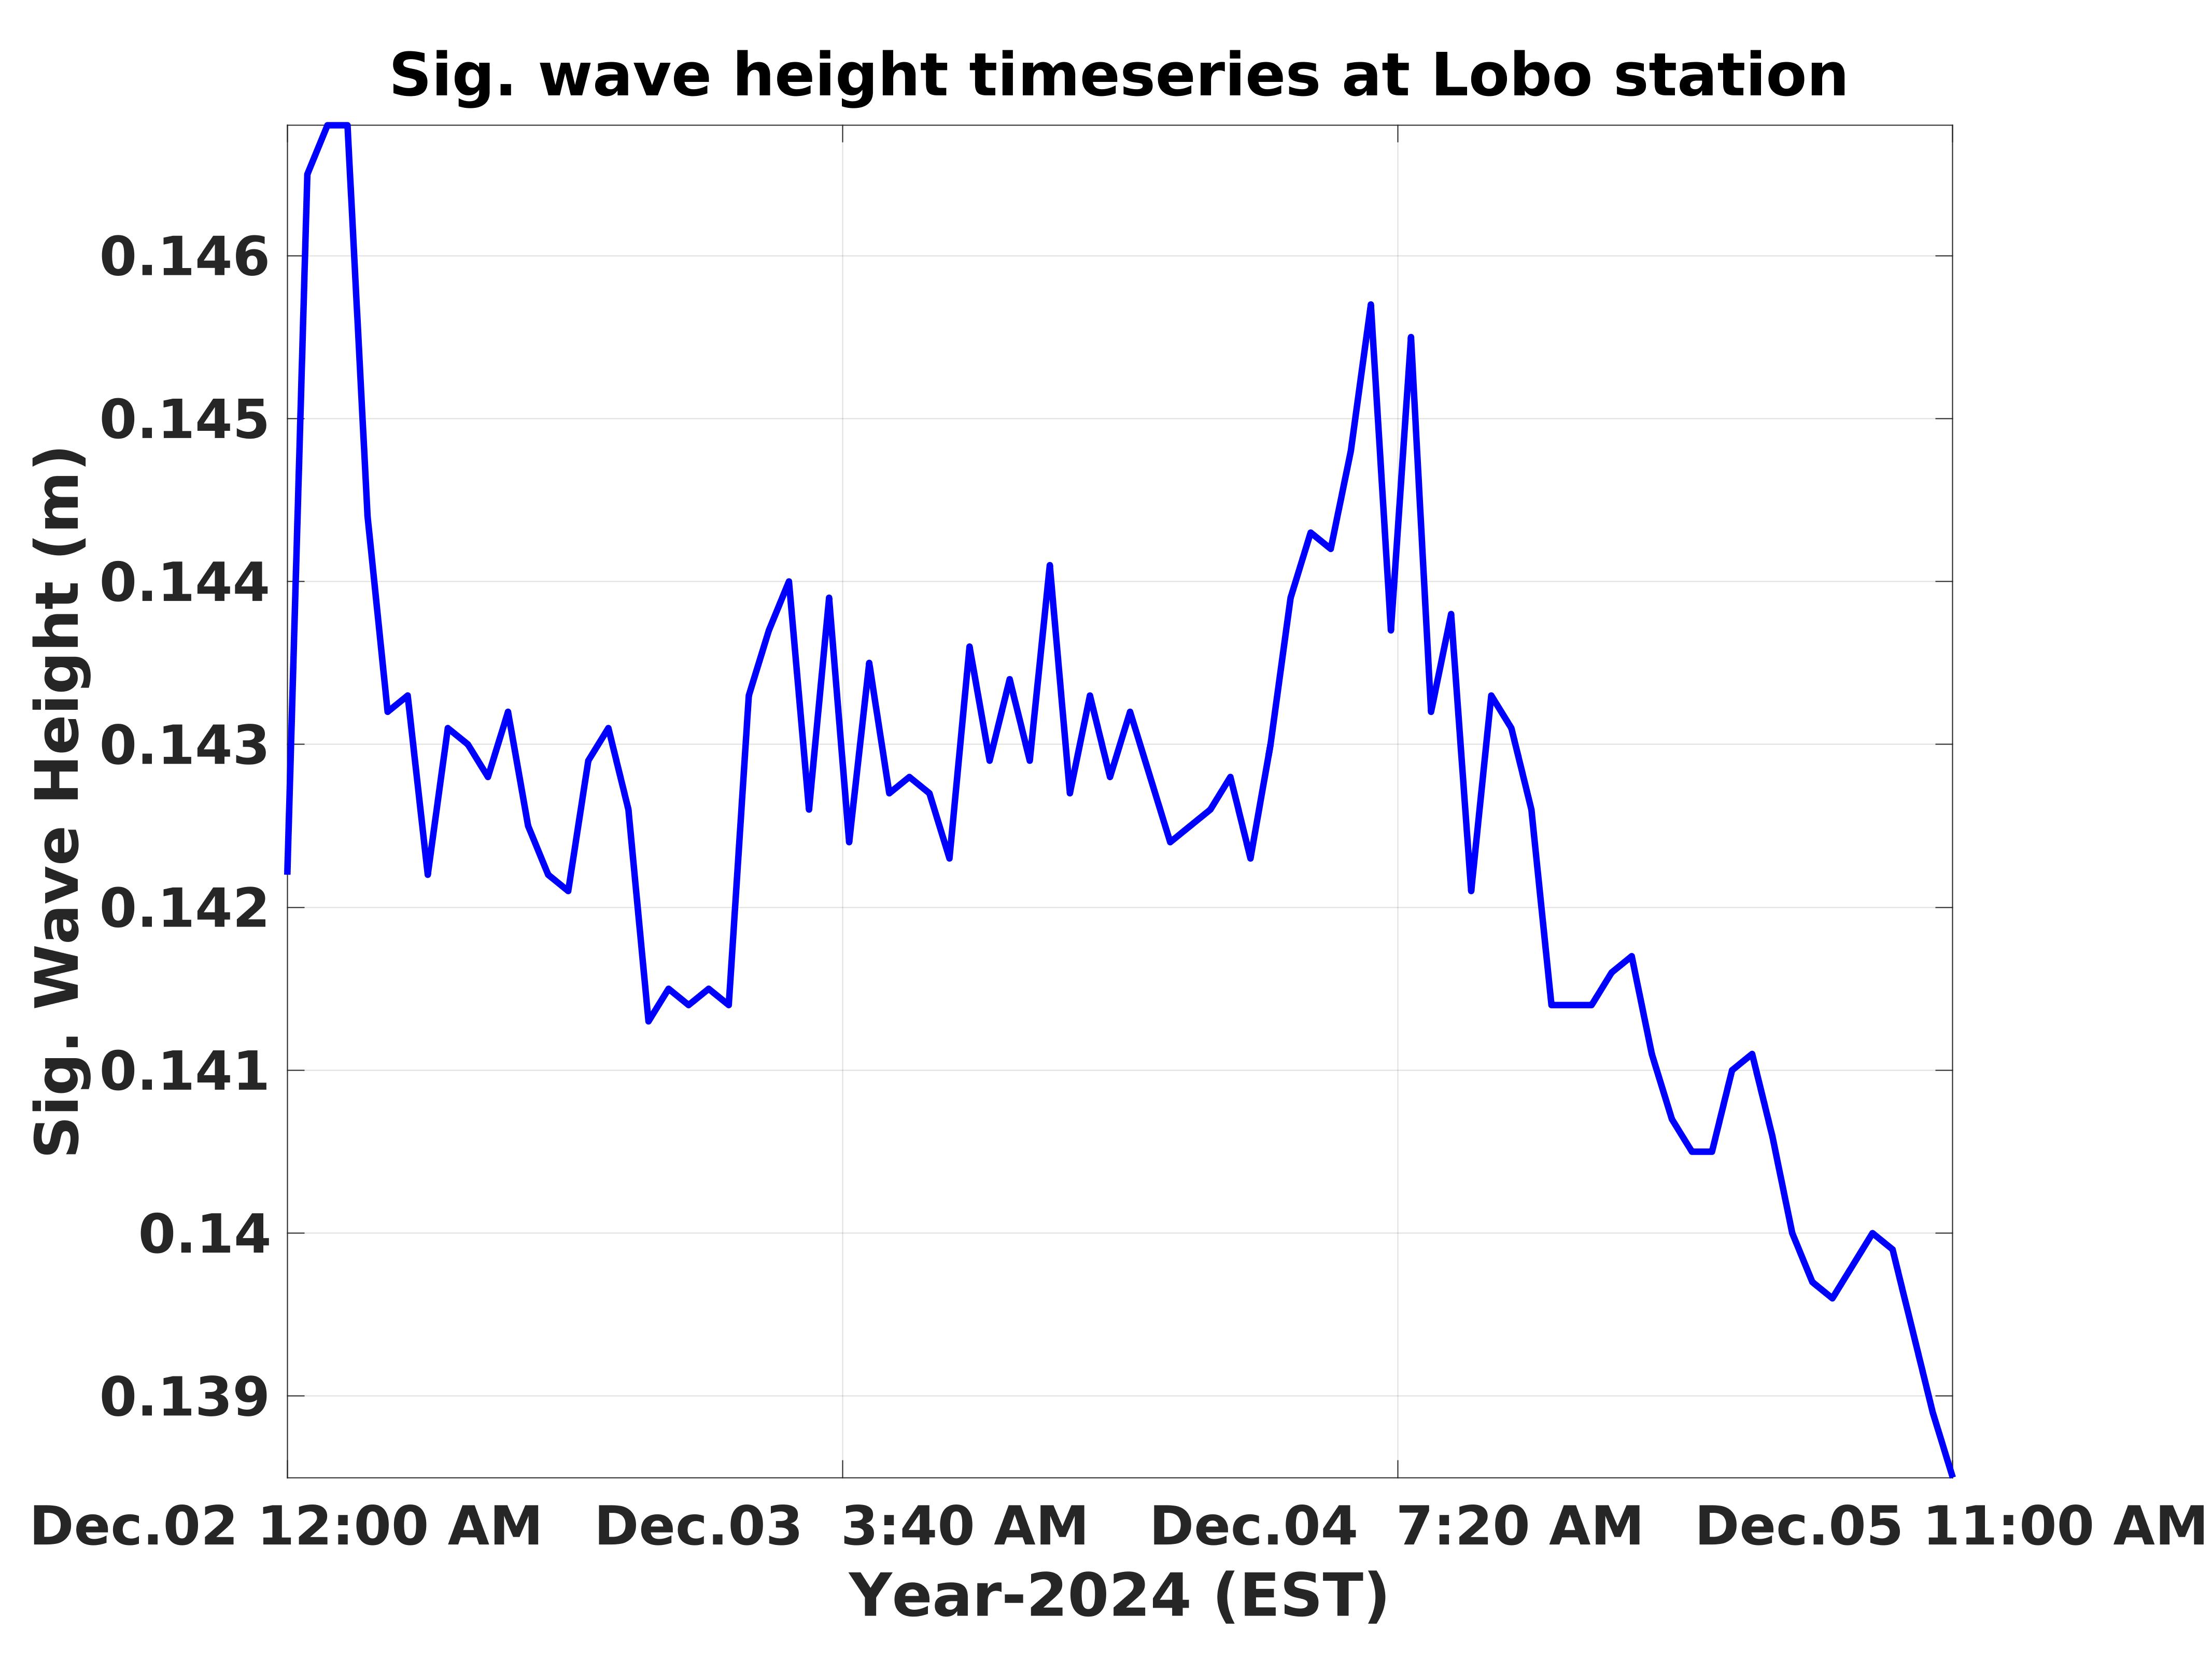 Sig. wave height timeseries at Lobo station
Sig. Wave Height (m)
0.146
0.145
0.144
0.143
0.142
0.141
0.14
0.139
Dec.02 12:00 AM Dec.03 3:40 AM Dec.04 7:20 AM Dec.05 11:00 AM
Year-2024 (EST)